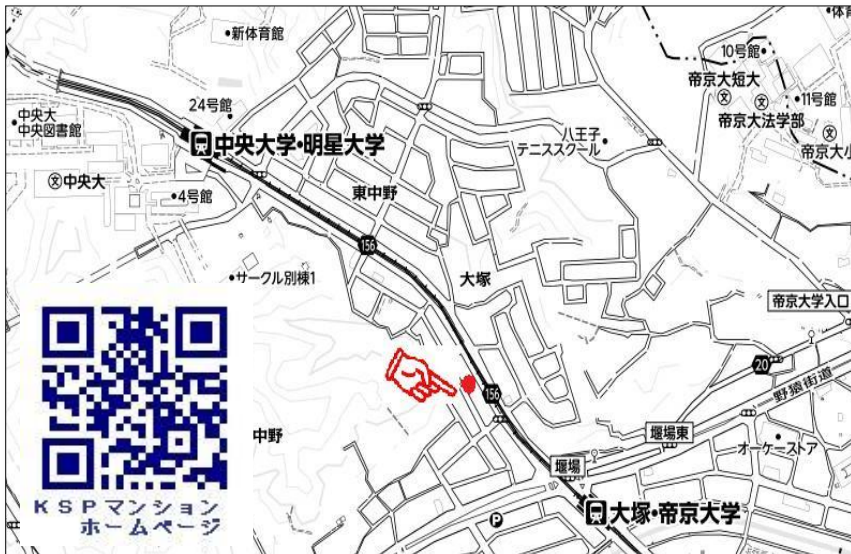 新体育館
体育
10号館
帝京大短大
帝京大法学部
11号館
帝京大小
24号館
中央大
中央図書館
中央大学・明星大学
八王子
テニススクール
中央大
4号館
東中野
156
サークル別棟1
大塚
帝京大学入口
20
野猿街道
156
中野
堰場東
オーケーストア
堰場
大塚・帝京大学
P
KSPマンション
ホームページ